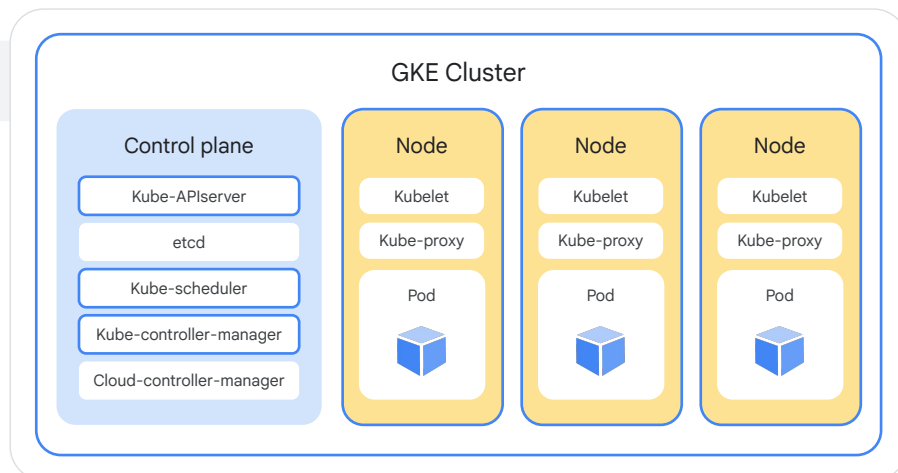 GKE Cluster
Control plane
Kube-APIserver
etcd
Kube-scheduler
Kube-controller-manager
Cloud-controller-manager
Node
Kubelet
Kube-proxy
Pod
Node
Kubelet
Kube-proxy
Pod
Node
Kubelet
Kube-proxy
Pod